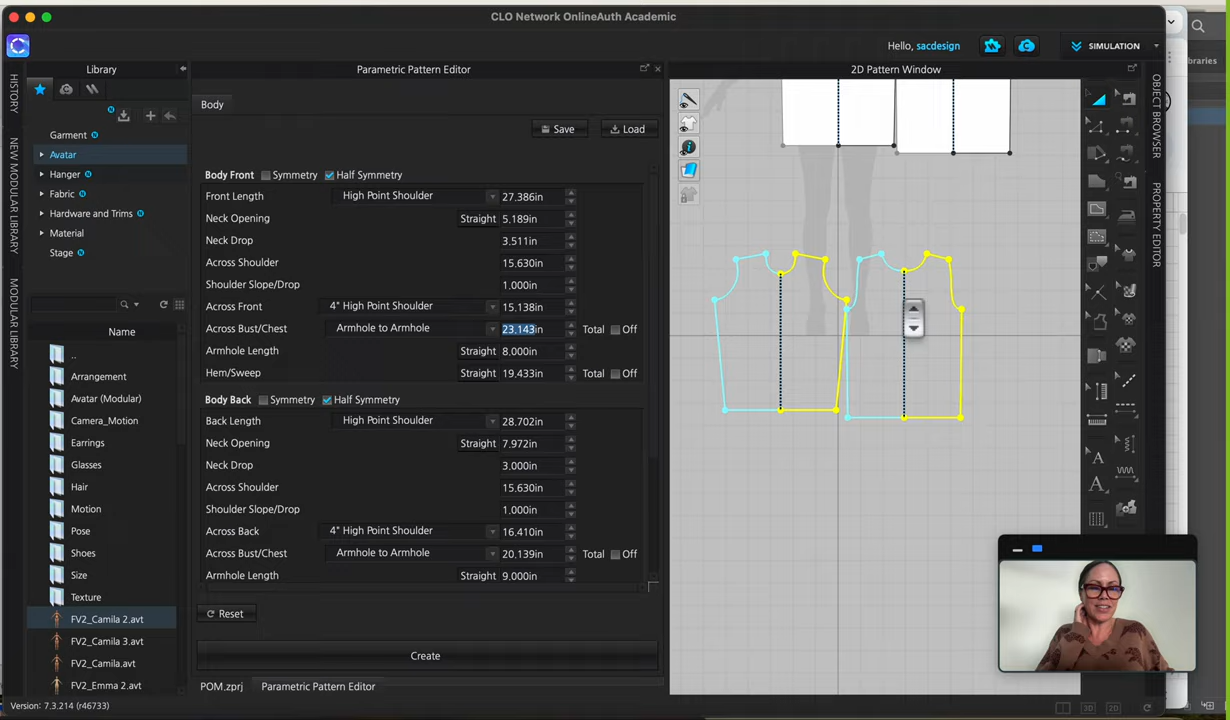 CLO Network OnlineAuth Academic
Hello, sacdesign
SIMULATION
Library
Parametric Pattern Editor
2D Pattern Window
HISTORY
NEW MODULAR LIBRARY
MODULAR LIBRARY
OBJECT BROWSER
PROPERTY EDITOR
Garment
Avatar
Hanger
Fabric
Hardware and Trims
Material
Stage
Name
..
Arrangement
Avatar (Modular)
Camera_Motion
Earrings
Glasses
Hair
Motion
Pose
Shoes
Size
Texture
FV2_Camila 2.avt
FV2_Camila 3.avt
FV2_Camila.avt
FV2_Emma 2.avt
Body
Save Load
Body Front Symmetry Half Symmetry
Front Length High Point Shoulder 27.386in
Neck Opening Straight 5.189in
Neck Drop 3.511in
Across Shoulder 15.630in
Shoulder Slope/Drop 1.000in
Across Front 4" High Point Shoulder 15.138in
Across Bust/Chest Armhole to Armhole 23.143in Total Off
Armhole Length Straight 8.000in
Hem/Sweep Straight 19.433in Total Off
Body Back Symmetry Half Symmetry
Back Length High Point Shoulder 28.702in
Neck Opening Straight 7.972in
Neck Drop 3.000in
Across Shoulder 15.630in
Shoulder Slope/Drop 1.000in
Across Back 4" High Point Shoulder 16.410in
Across Bust/Chest Armhole to Armhole 20.139in Total Off
Armhole Length Straight 9.000in
Reset
Create
POM.zprj Parametric Pattern Editor
Version: 7.3.214 (r46733)
3D 2D